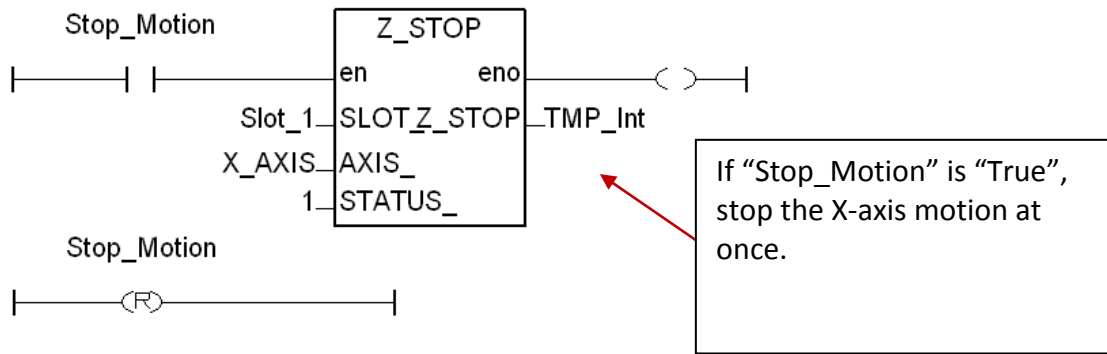 Stop_Motion
Z_STOP
en eno
Slot_1 SLOT_ Z_STOP TMP_Int
X_AXIS AXIS_
1 STATUS_
If “Stop_Motion” is “True”,
stop the X-axis motion at
once.
Stop_Motion
R